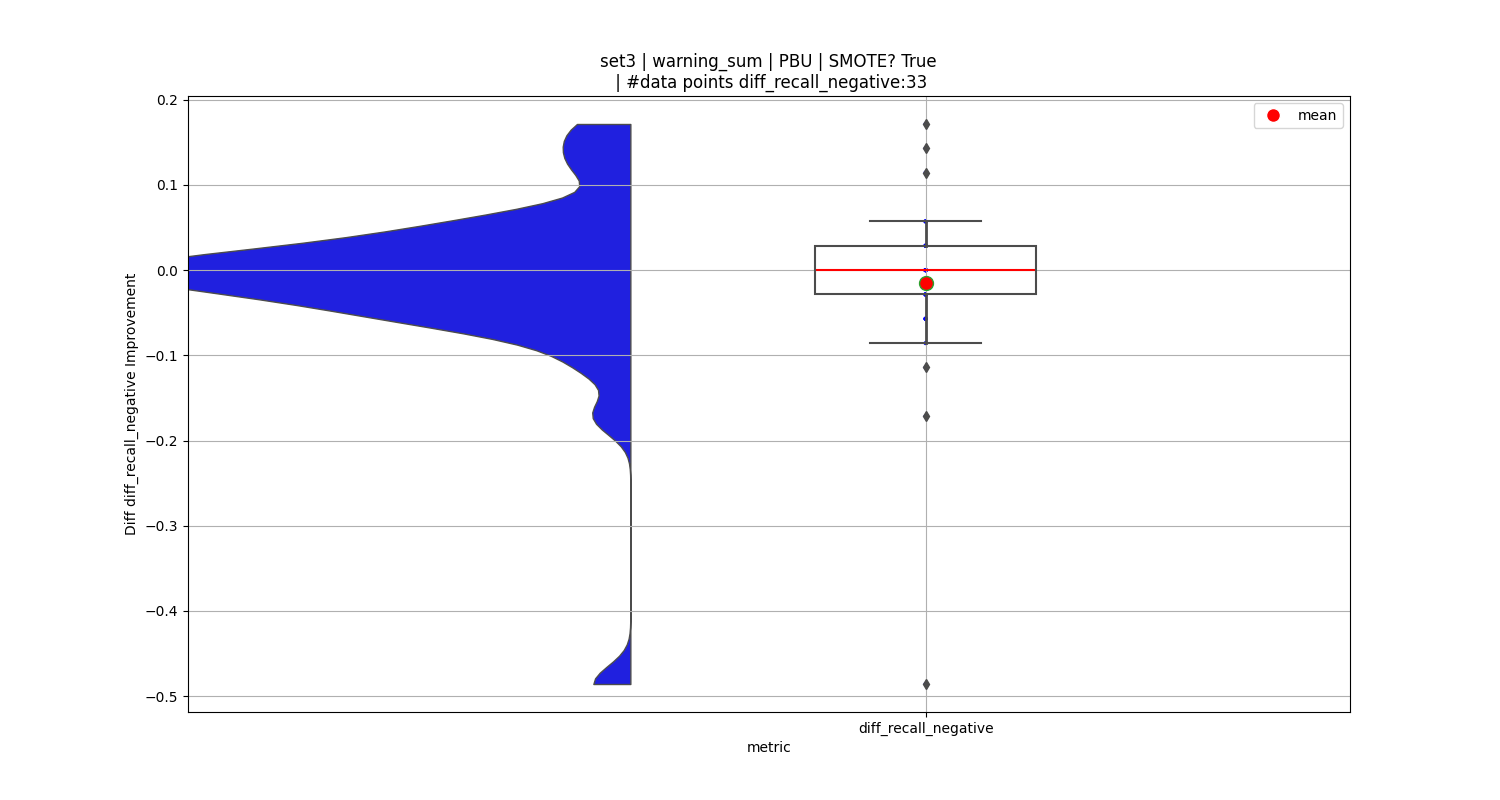 set3 | warning_sum | PBU | SMOTE? True
| #data points diff_recall_negative:33
mean
0.2
0.1
0.0
−0.1
−0.2
−0.3
−0.4
−0.5
Diff diff_recall_negative Improvement
diff_recall_negative
metric